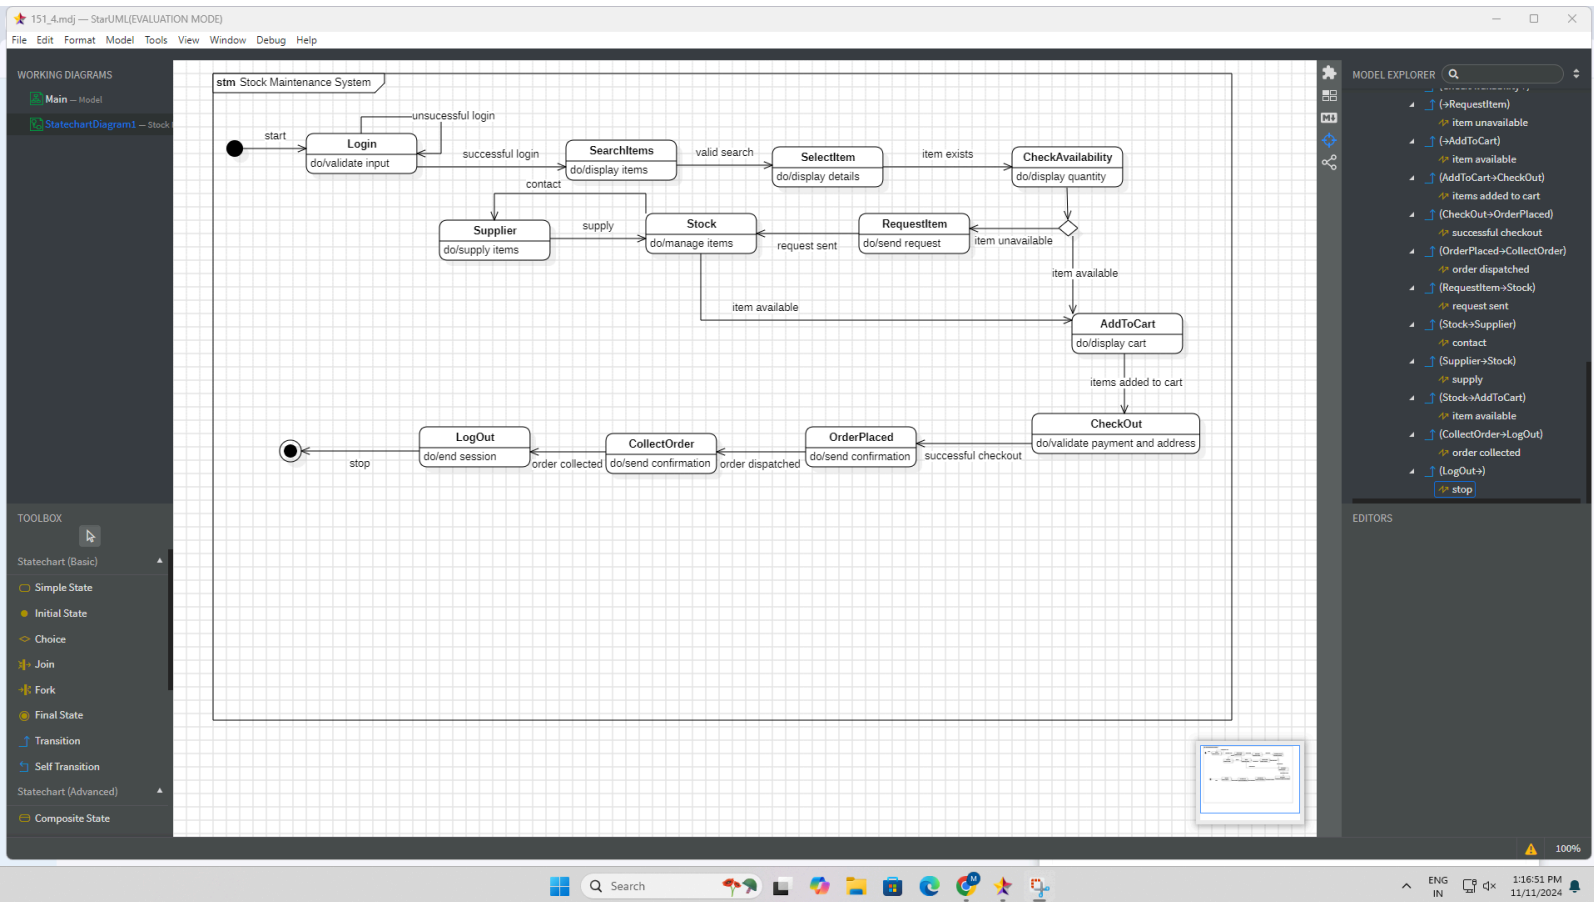 151_4.mdj — StarUML(EVALUATION MODE)
File Edit Format Model Tools View Window Debug Help
WORKING DIAGRAMS
Main — Model
StatechartDiagram1 — Stock
TOOLBOX
Statechart (Basic)
Simple State
Initial State
Choice
Join
Fork
Final State
Transition
Self Transition
Statechart (Advanced)
Composite State
stm Stock Maintenance System
unsucessful login
start
Login
do/validate input
successful login
SearchItems
do/display items
valid search
SelectItem
do/display details
item exists
CheckAvailability
do/display quantity
contact
Supplier
do/supply items
supply
Stock
do/manage items
request sent
RequestItem
do/send request
item unavailable
item available
item available
AddToCart
do/display cart
items added to cart
CheckOut
do/validate payment and address
successful checkout
OrderPlaced
do/send confirmation
order dispatched
CollectOrder
do/send confirmation
order collected
LogOut
do/end session
stop
MODEL EXPLORER
(→RequestItem)
item unavailable
(→AddToCart)
item available
(AddToCart→CheckOut)
items added to cart
(CheckOut→OrderPlaced)
successful checkout
(OrderPlaced→CollectOrder)
order dispatched
(RequestItem→Stock)
request sent
(Stock→Supplier)
contact
(Supplier→Stock)
supply
(Stock→AddToCart)
item available
(CollectOrder→LogOut)
order collected
(LogOut→)
stop
EDITORS
100%
Search
ENG
IN
1:16:51 PM
11/11/2024